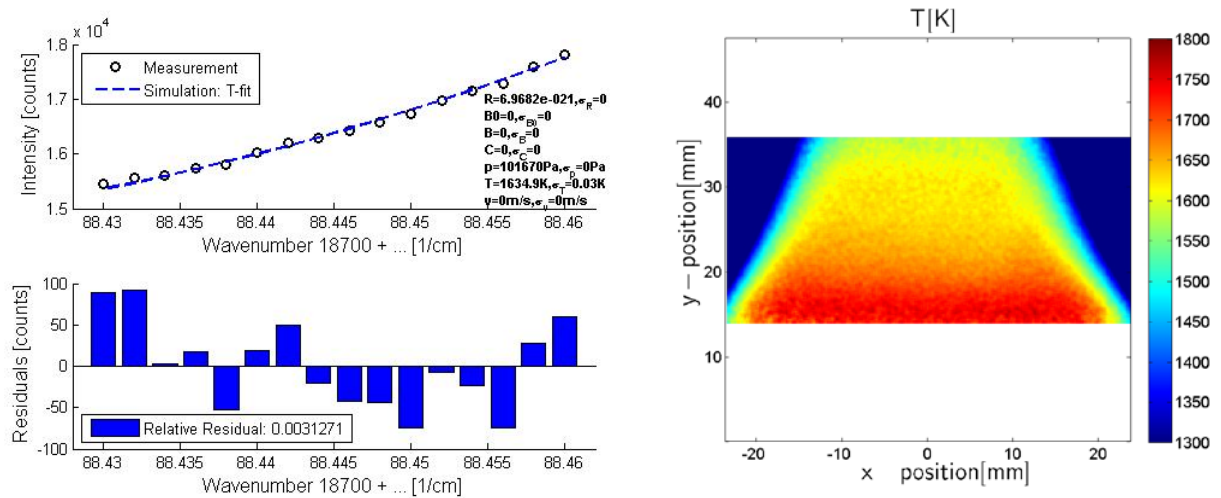 1.8 × 10⁴
1.7
1.6
1.5
Intensity [counts]
Measurement
Simulation: T-fit
R=6.9682e-021,σR=0
B0=0,σB0=0
B=0,σB=0
C=0,σC=0
p=101670Pa,σp=0Pa
T=1634.9K,σT=0.03K
v=0m/s,σv=0m/s
88.43 88.435 88.44 88.445 88.45 88.455 88.46
Wavenumber 18700 + ... [1/cm]
100
50
0
-50
-100
Residuals [counts]
Relative Residual: 0.0031271
88.43 88.435 88.44 88.445 88.45 88.455 88.46
Wavenumber 18700 + ... [1/cm]
T[K]
40
30
20
10
y − position[mm]
-20 -10 0 10 20
x position[mm]
1800
1750
1700
1650
1600
1550
1500
1450
1400
1350
1300